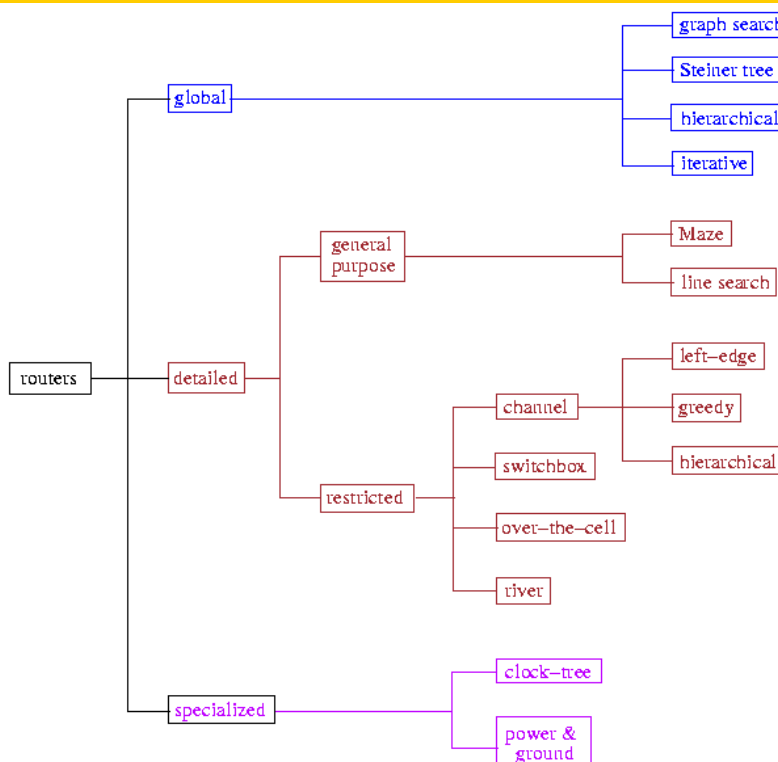 graph search
Steiner tree
global
hierarchical
iterative
general
purpose
Maze
line search
left–edge
routers
detailed
channel
greedy
switchbox
hierarchical
restricted
over–the–cell
river
clock–tree
specialized
power &
ground